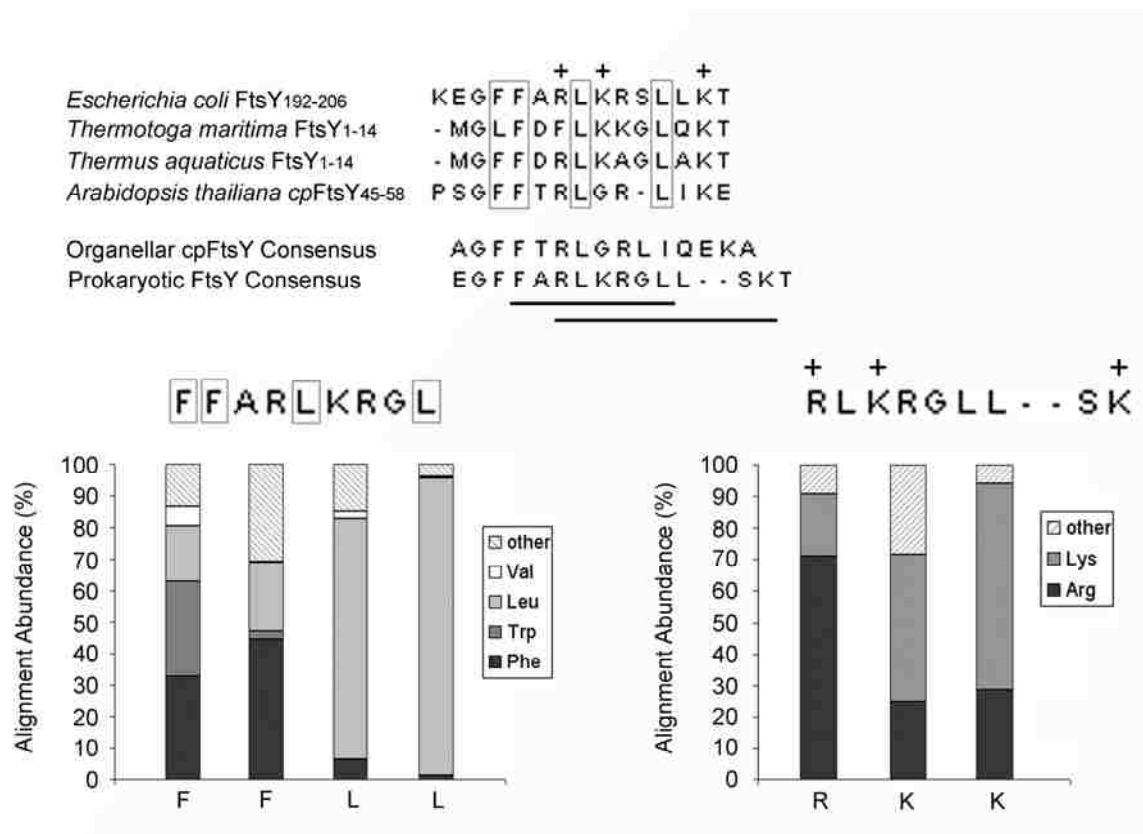 + + +
Escherichia coli FtsY192-206 KEGFFARLKRSLLKT
Thermotoga maritima FtsY1-14 -MGLFDFLKKGLQKT
Thermus aquaticus FtsY1-14 -MGFFDRLKAGLAKT
Arabidopsis thailiana cpFtsY45-58 PSGFFTRLGR-LIKE
Organellar cpFtsY Consensus AGFFTRLGRLIQEKA
Prokaryotic FtsY Consensus EGFFARLKRGLL--SKT
FFARLKRGL
Alignment Abundance (%)
100
90
80
70
60
50
40
30
20
10
0
F F L L
other
Val
Leu
Trp
Phe
+ + +
RLKRGLL--SK
Alignment Abundance (%)
100
90
80
70
60
50
40
30
20
10
0
R K K
other
Lys
Arg